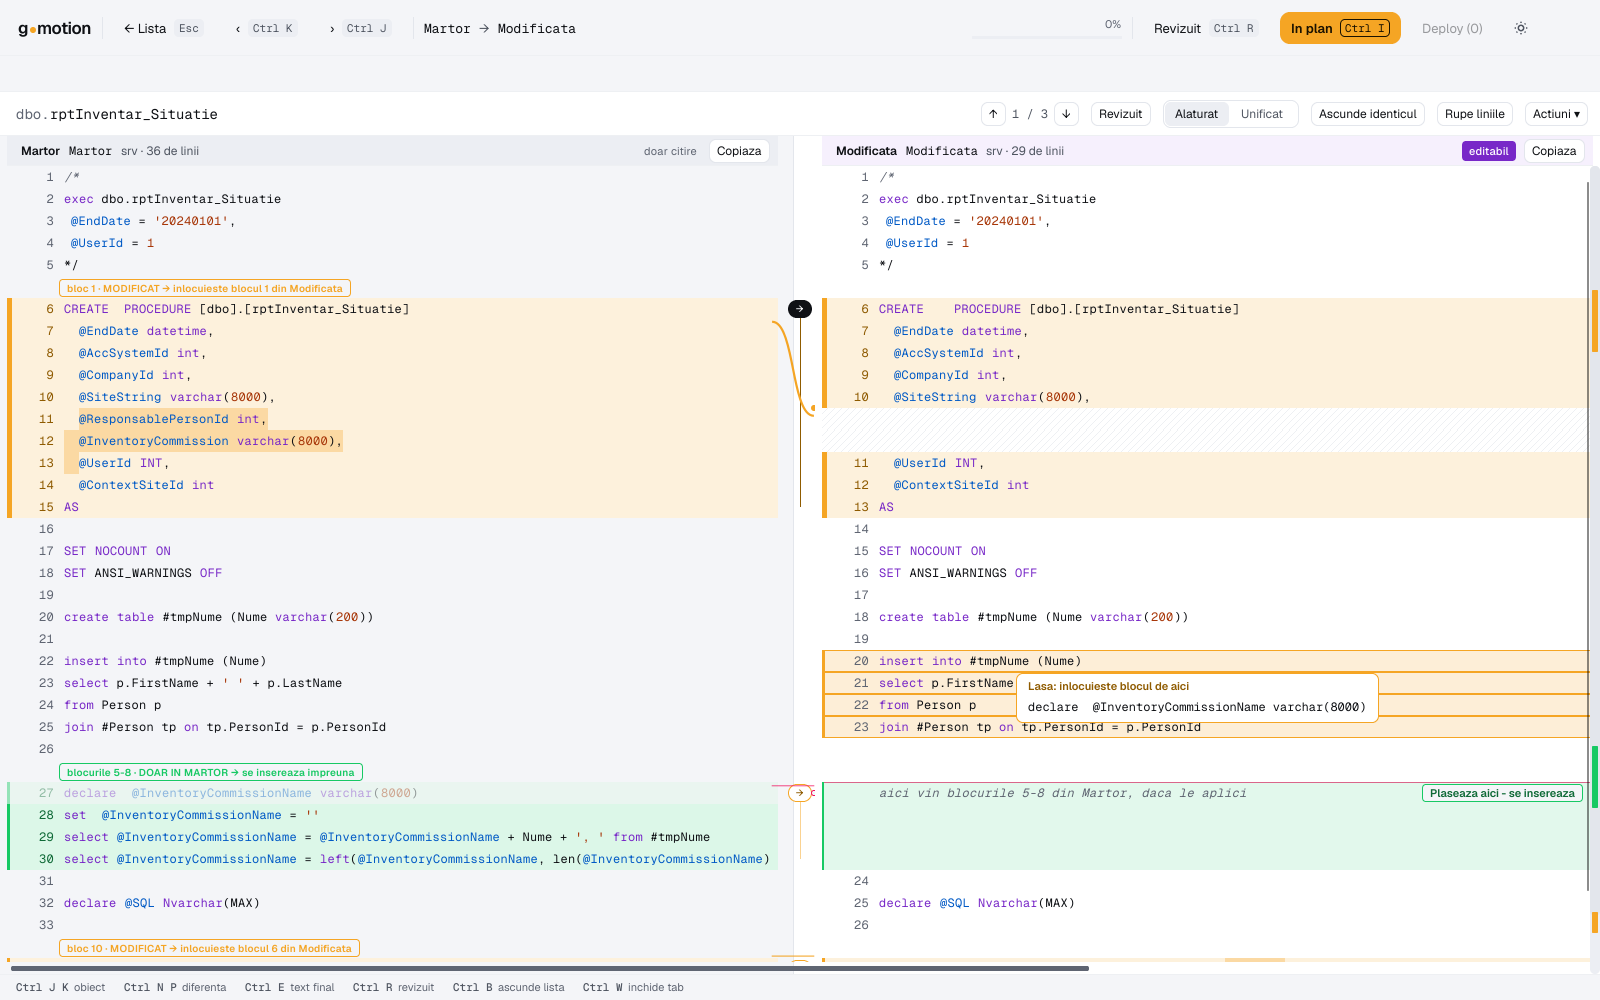 g•motion
← Lista Esc
‹ Ctrl K
› Ctrl J
Martor → Modificata
0%
Revizuit Ctrl R
In plan Ctrl I
Deploy (0)
dbo.rptInventar_Situatie
↑ 1 / 3 ↓
Revizuit
Alaturat Unificat
Ascunde identicul
Rupe liniile
Actiuni ▾
Martor Martor srv · 36 de linii doar citire Copiaza
1 /*
2 exec dbo.rptInventar_Situatie
3 @EndDate = '20240101',
4 @UserId = 1
5 */
bloc 1 · MODIFICAT → inlocuieste blocul 1 din Modificata
6 CREATE  PROCEDURE [dbo].[rptInventar_Situatie]
7 @EndDate datetime,
8 @AccSystemId int,
9 @CompanyId int,
10 @SiteString varchar(8000),
11 @ResponsablePersonId int,
12 @InventoryCommission varchar(8000),
13 @UserId INT,
14 @ContextSiteId int
15 AS
16
17 SET NOCOUNT ON
18 SET ANSI_WARNINGS OFF
19
20 create table #tmpNume (Nume varchar(200))
21
22 insert into #tmpNume (Nume)
23 select p.FirstName + ' ' + p.LastName
24 from Person p
25 join #Person tp on tp.PersonId = p.PersonId
26
blocurile 5-8 · DOAR IN MARTOR → se insereaza impreuna
27 declare  @InventoryCommissionName varchar(8000)
28 set  @InventoryCommissionName = ''
29 select @InventoryCommissionName = @InventoryCommissionName + Nume + ', ' from #tmpNume
30 select @InventoryCommissionName = left(@InventoryCommissionName, len(@InventoryCommissionName)
31
32 declare @SQL Nvarchar(MAX)
33
bloc 10 · MODIFICAT → inlocuieste blocul 6 din Modificata
→
→
Modificata Modificata srv · 29 de linii editabil Copiaza
1 /*
2 exec dbo.rptInventar_Situatie
3 @EndDate = '20240101',
4 @UserId = 1
5 */
6 CREATE    PROCEDURE [dbo].[rptInventar_Situatie]
7 @EndDate datetime,
8 @AccSystemId int,
9 @CompanyId int,
10 @SiteString varchar(8000),
11 @UserId INT,
12 @ContextSiteId int
13 AS
14
15 SET NOCOUNT ON
16 SET ANSI_WARNINGS OFF
17
18 create table #tmpNume (Nume varchar(200))
19
20 insert into #tmpNume (Nume)
21 select p.FirstName
Lasa: inlocuieste blocul de aici
22 from Person p
declare  @InventoryCommissionName varchar(8000)
23 join #Person tp on tp.PersonId = p.PersonId
aici vin blocurile 5-8 din Martor, daca le aplici
Plaseaza aici - se insereaza
24
25 declare @SQL Nvarchar(MAX)
26
Ctrl J K obiect
Ctrl N P diferenta
Ctrl E text final
Ctrl R revizuit
Ctrl B ascunde lista
Ctrl W inchide tab